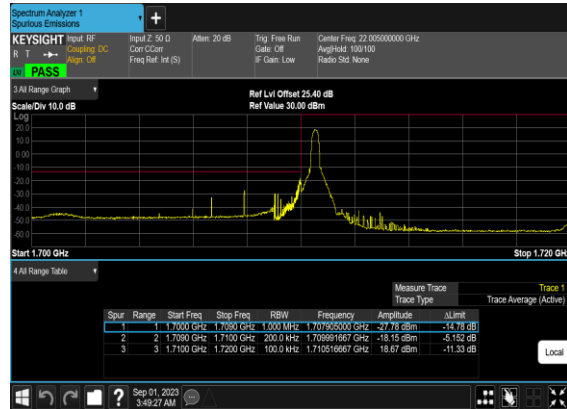 Spectrum Analyzer 1
Spurious Emissions
+
KEYSIGHT Input: RF Input Z: 50 Ω Atten: 20 dB Trig: Free Run Center Freq: 22.005000000 GHz
R T Coupling: DC Corr CCorr Gate: Off Avg|Hold: 100/100
Align: Off Freq Ref: Int (S) IF Gain: Low Radio Std: None
PASS
3 All Range Graph
Ref Lvl Offset 25.40 dB
Scale/Div 10.0 dB Ref Value 30.00 dBm
Log
20.0
10.0
0.00
-10.0
-20.0
-30.0
-40.0
-50.0
-60.0
Start 1.700 GHz Stop 1.720 GHz
4 All Range Table
Measure Trace Trace 1
Trace Type Trace Average (Active)
Spur Range Start Freq Stop Freq RBW Frequency Amplitude ΔLimit
1 1 1.7000 GHz 1.7090 GHz 1.000 MHz 1.707905000 GHz -27.78 dBm -14.78 dB
2 2 1.7090 GHz 1.7100 GHz 200.0 kHz 1.709991667 GHz -18.15 dBm -5.152 dB
3 3 1.7100 GHz 1.7200 GHz 100.0 kHz 1.710516667 GHz 18.67 dBm -11.33 dB
Local
?
Sep 01, 2023
3:49:27 AM